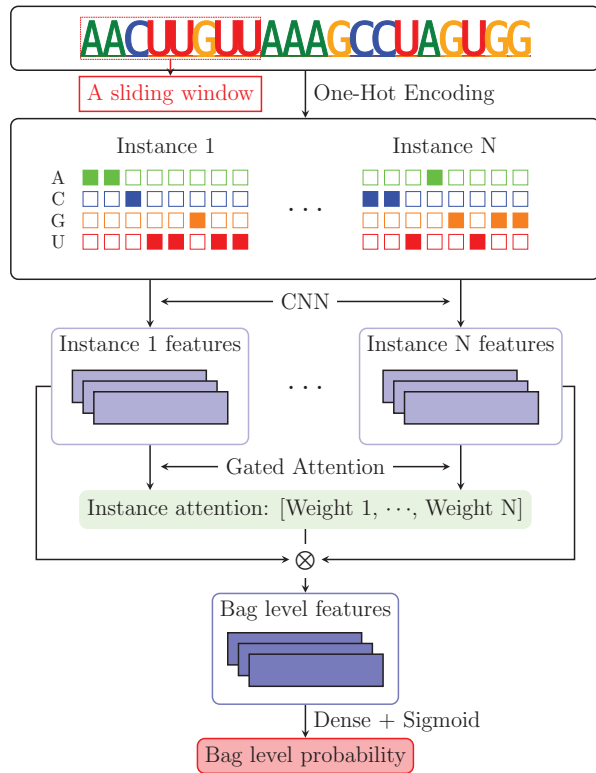 AACUUGUUAAAGCCUAGUGG
A sliding window
One-Hot Encoding
Instance 1
Instance N
A
C
G
U
. . .
CNN
Instance 1 features
Instance N features
. . .
Gated Attention
Instance attention: [Weight 1, ···, Weight N]
⊗
Bag level features
Dense + Sigmoid
Bag level probability